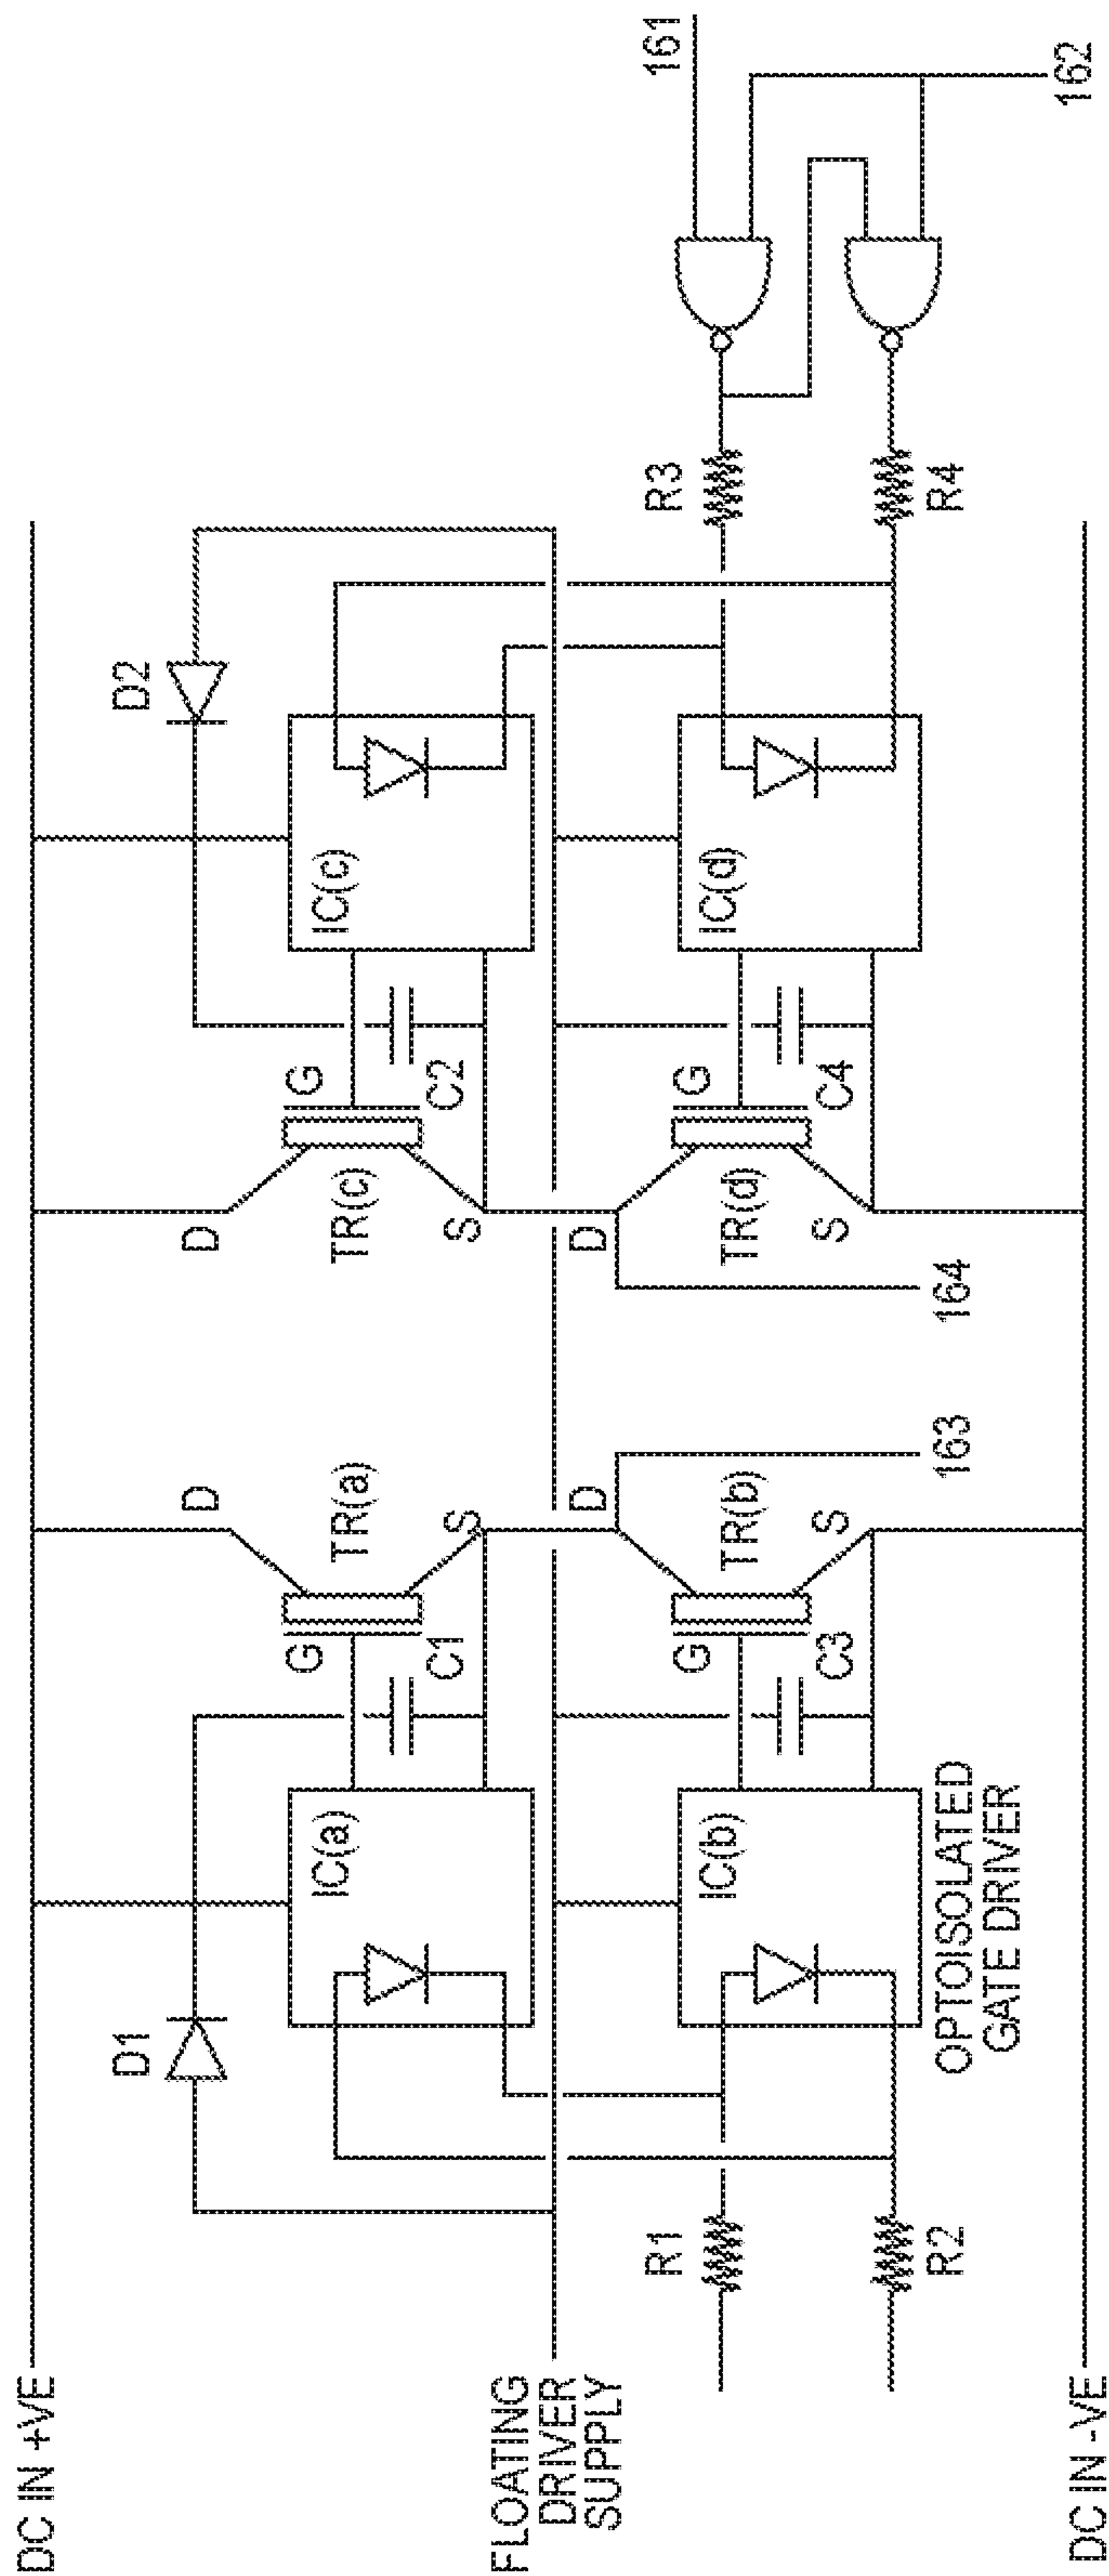 DC IN +VE
D1
D2
D
D
IC(a)
G
TR(a)
TR(c)
G
IC(c)
C1
S
S
C2
FLOATING
DRIVER
SUPPLY
D
D
R1
IC(b)
G
TR(b)
TR(d)
G
IC(d)
R3
161
C3
S
S
C4
R2
OPTOISOLATED
GATE DRIVER
163
164
R4
162
DC IN -VE